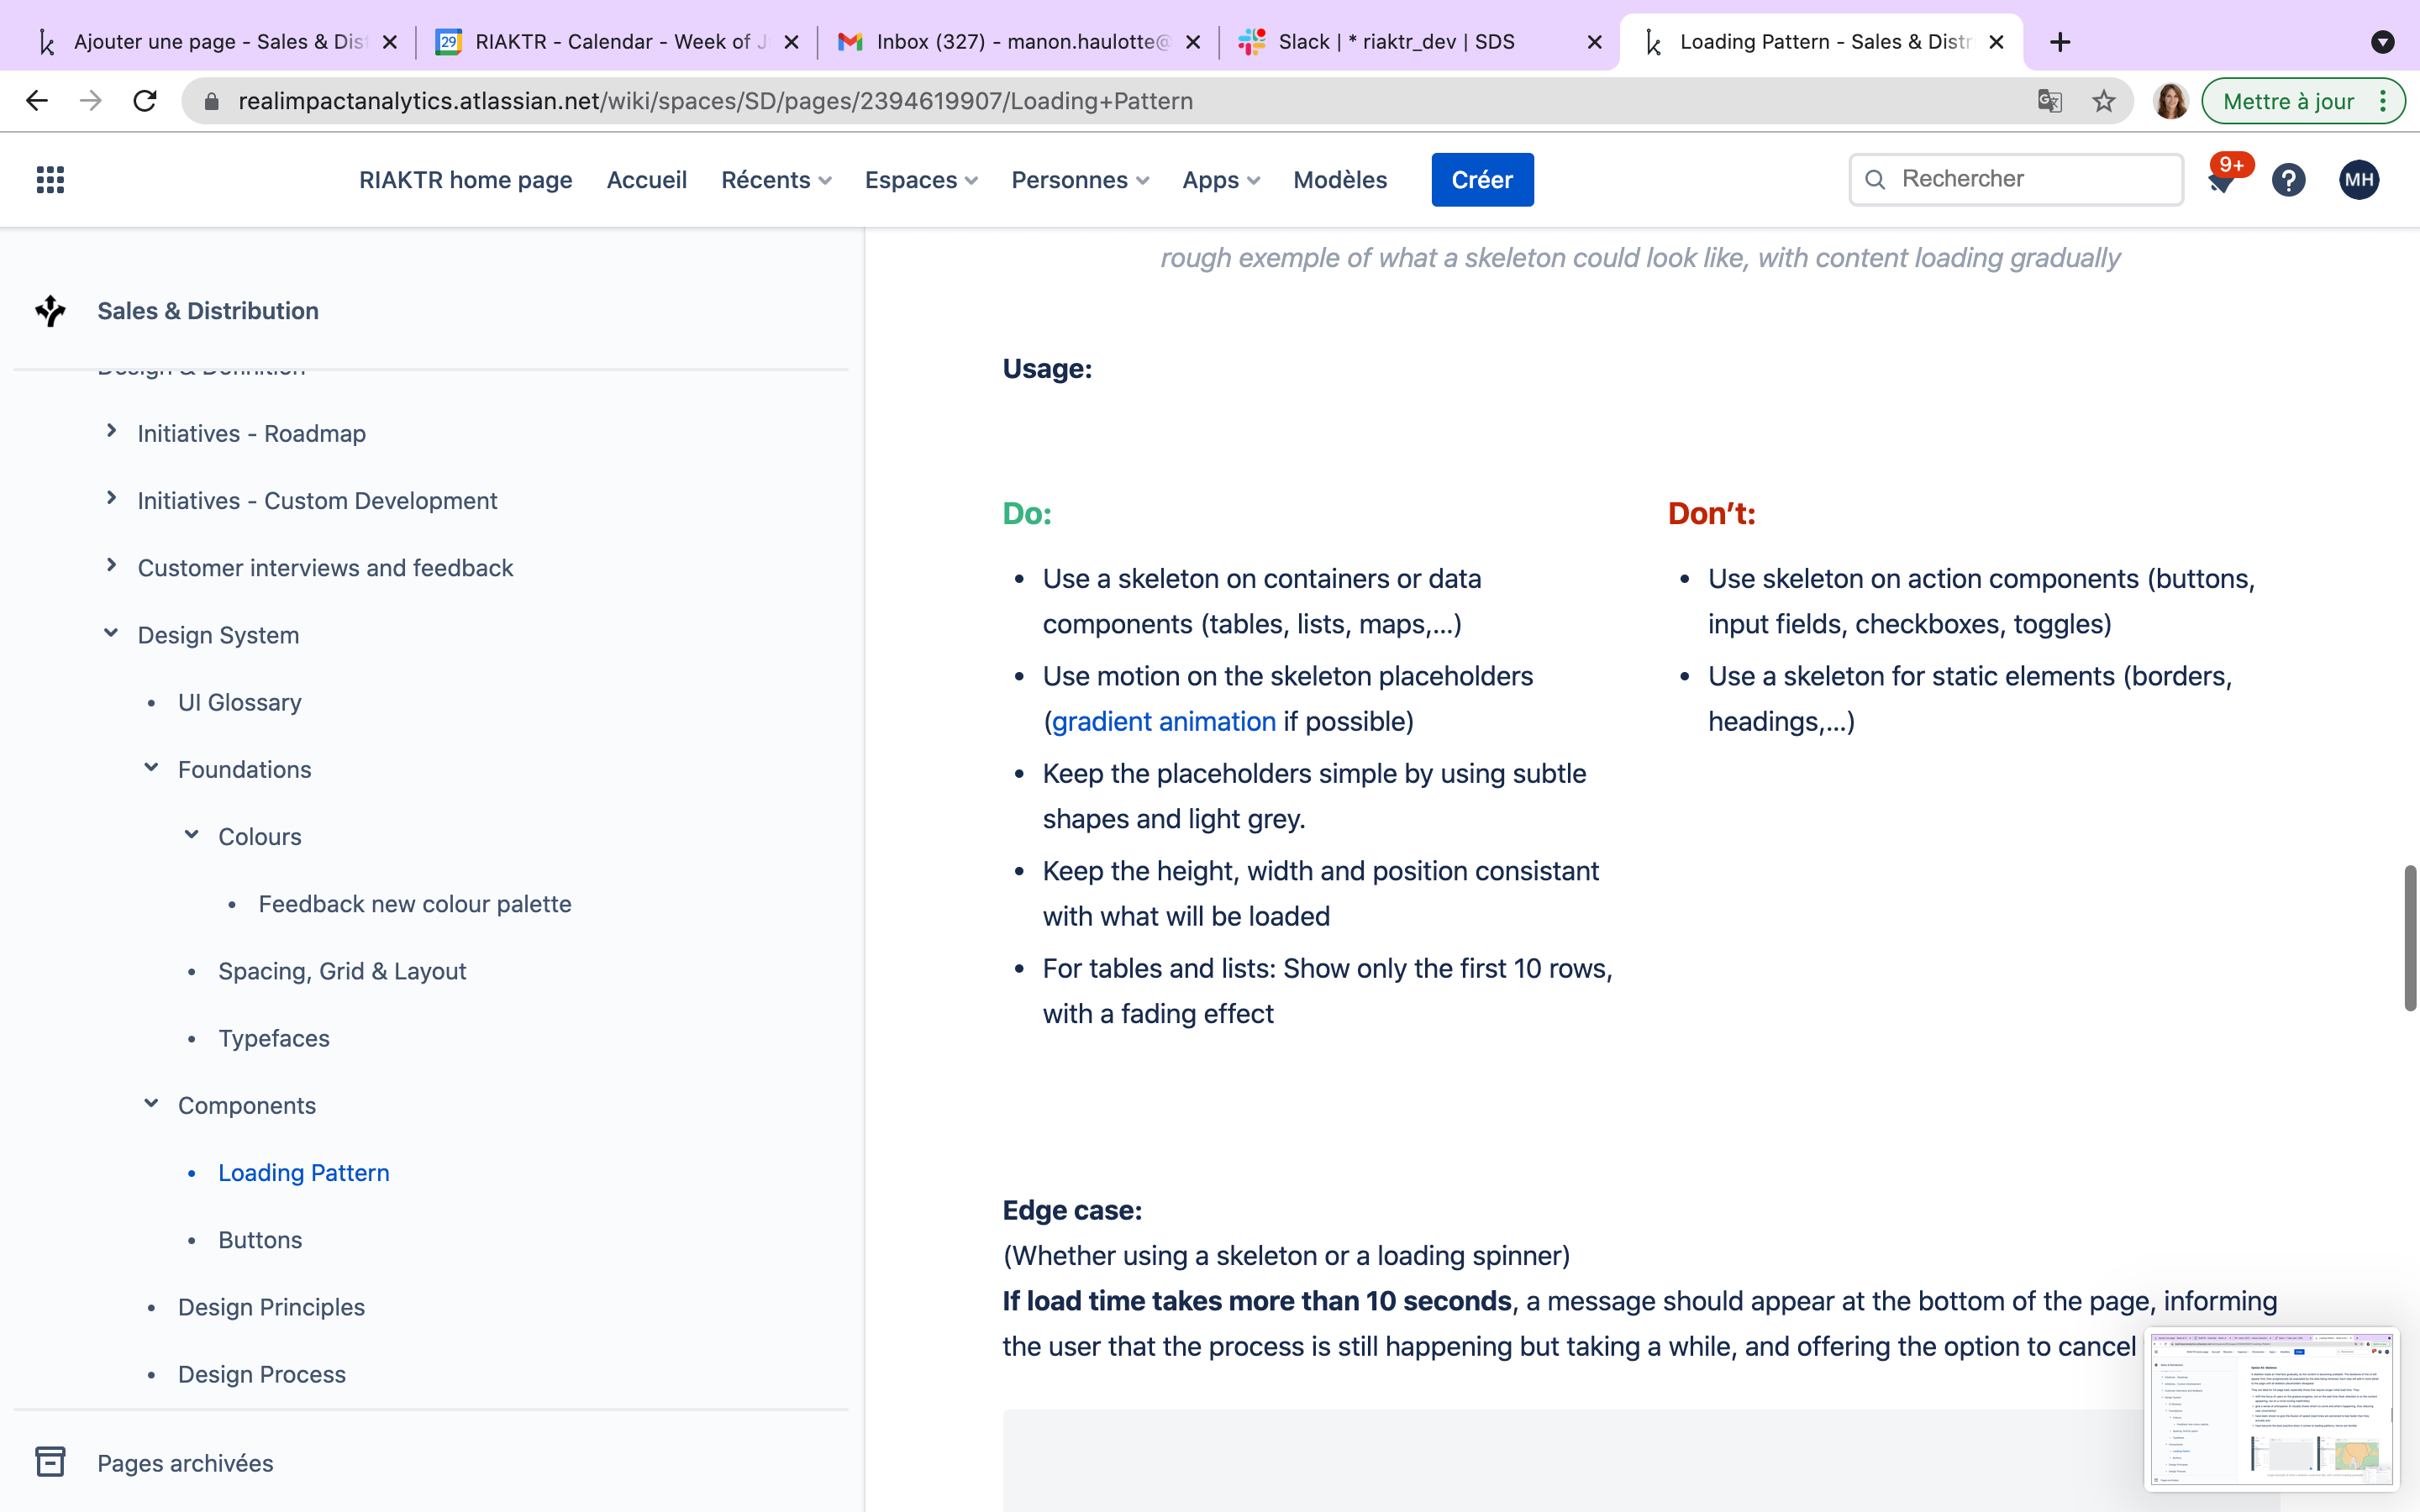 Ajouter une page - Sales & Dis
RIAKTR - Calendar - Week of J
Inbox (327) - manon.haulotte@
Slack | * riaktr_dev | SDS
Loading Pattern - Sales & Distr
realimpactanalytics.atlassian.net/wiki/spaces/SD/pages/2394619907/Loading+Pattern
Mettre à jour
RIAKTR home page
Accueil
Récents
Espaces
Personnes
Apps
Modèles
Créer
Rechercher
9+
MH
Sales & Distribution
Design & Definition
Initiatives - Roadmap
Initiatives - Custom Development
Customer interviews and feedback
Design System
UI Glossary
Foundations
Colours
Feedback new colour palette
Spacing, Grid & Layout
Typefaces
Components
Loading Pattern
Buttons
Design Principles
Design Process
Pages archivées
rough exemple of what a skeleton could look like, with content loading gradually
Usage:
Do:
• Use a skeleton on containers or data
components (tables, lists, maps,...)
• Use motion on the skeleton placeholders
(gradient animation if possible)
• Keep the placeholders simple by using subtle
shapes and light grey.
• Keep the height, width and position consistant
with what will be loaded
• For tables and lists: Show only the first 10 rows,
with a fading effect
Don't:
• Use skeleton on action components (buttons,
input fields, checkboxes, toggles)
• Use a skeleton for static elements (borders,
headings,...)
Edge case:
(Whether using a skeleton or a loading spinner)
If load time takes more than 10 seconds, a message should appear at the bottom of the page, informing
the user that the process is still happening but taking a while, and offering the option to cancel